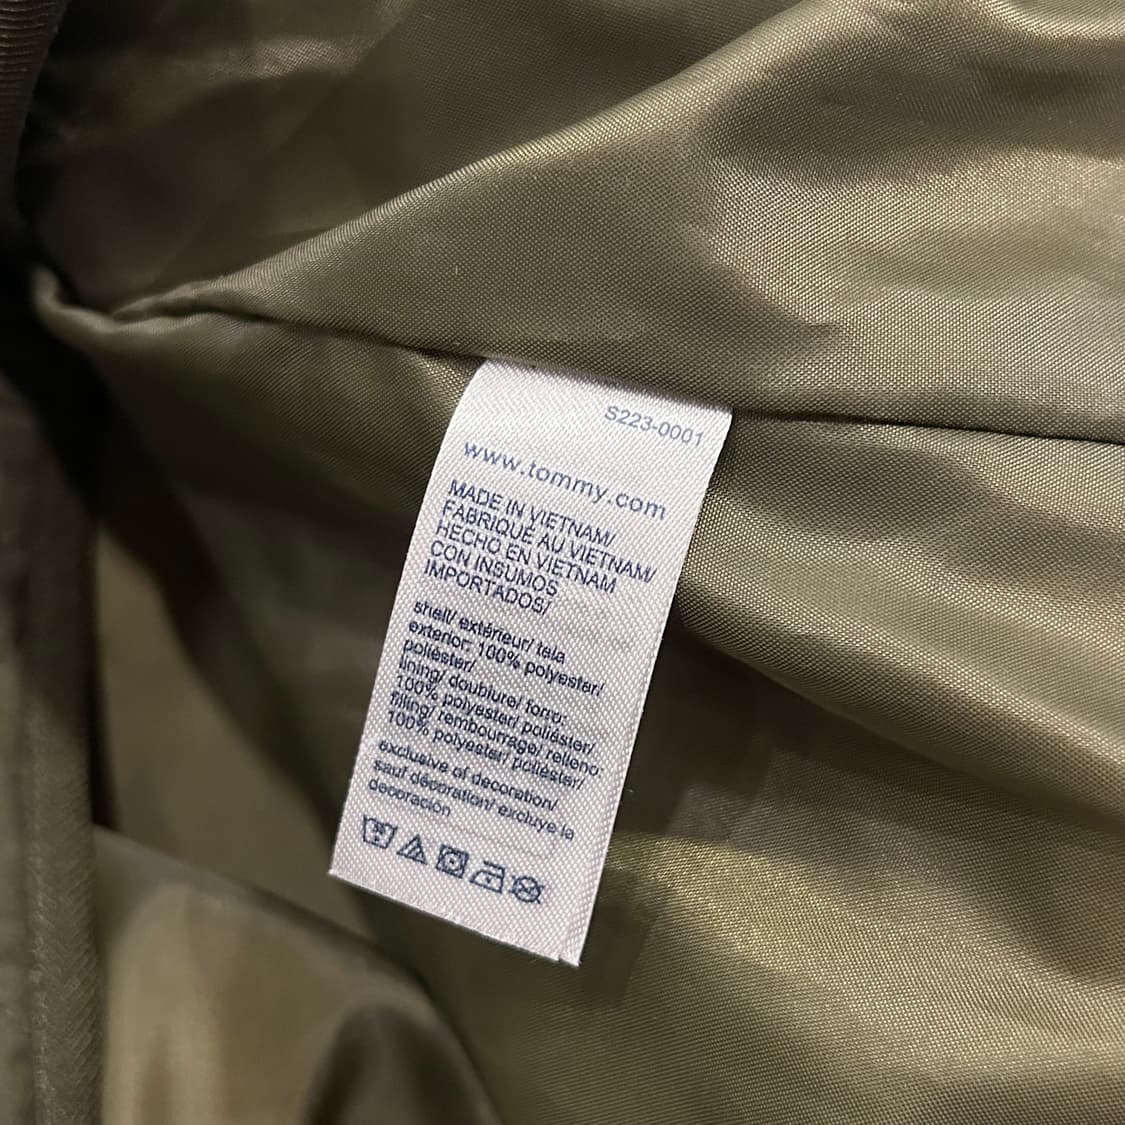 S223-0001
www.tommy.com
MADE IN VIETNAM/
FABRIQUÉ AU VIETNAM/
HECHO EN VIETNAM
CON INSUMOS
IMPORTADOS/
shell/ extérieur/ tela
exterior: 100% polyester/
poliéster/
lining/ doublure/ forro:
100% polyester/ poliéster/
filling/ rembourrage/ relleno:
100% polyester/ poliéster/
exclusive of decoration/
sauf décoration/ excluye la
decoración